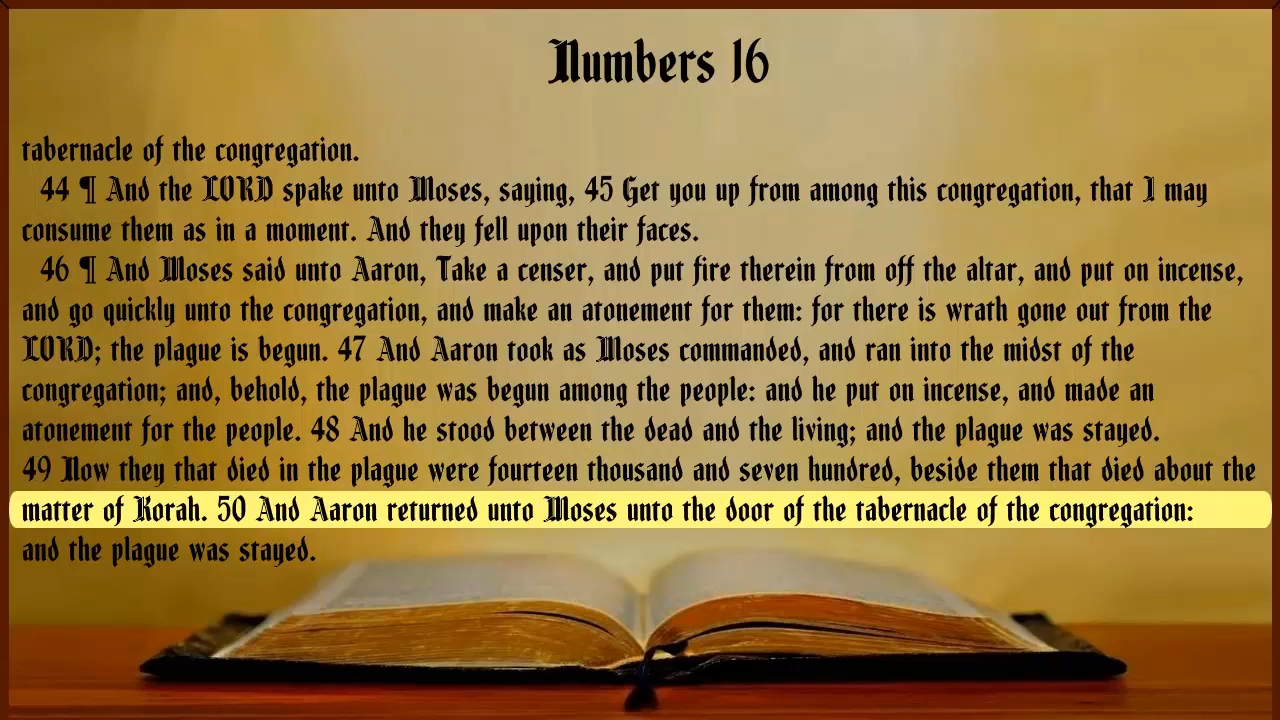 Numbers 16
tabernacle of the congregation.
44 ¶ And the LORD spake unto Moses, saying, 45 Get you up from among this congregation, that I may
consume them as in a moment. And they fell upon their faces.
46 ¶ And Moses said unto Aaron, Take a censer, and put fire therein from off the altar, and put on incense,
and go quickly unto the congregation, and make an atonement for them: for there is wrath gone out from the
LORD; the plague is begun. 47 And Aaron took as Moses commanded, and ran into the midst of the
congregation; and, behold, the plague was begun among the people: and he put on incense, and made an
atonement for the people. 48 And he stood between the dead and the living; and the plague was stayed.
49 Now they that died in the plague were fourteen thousand and seven hundred, beside them that died about the
matter of Korah. 50 And Aaron returned unto Moses unto the door of the tabernacle of the congregation:
and the plague was stayed.